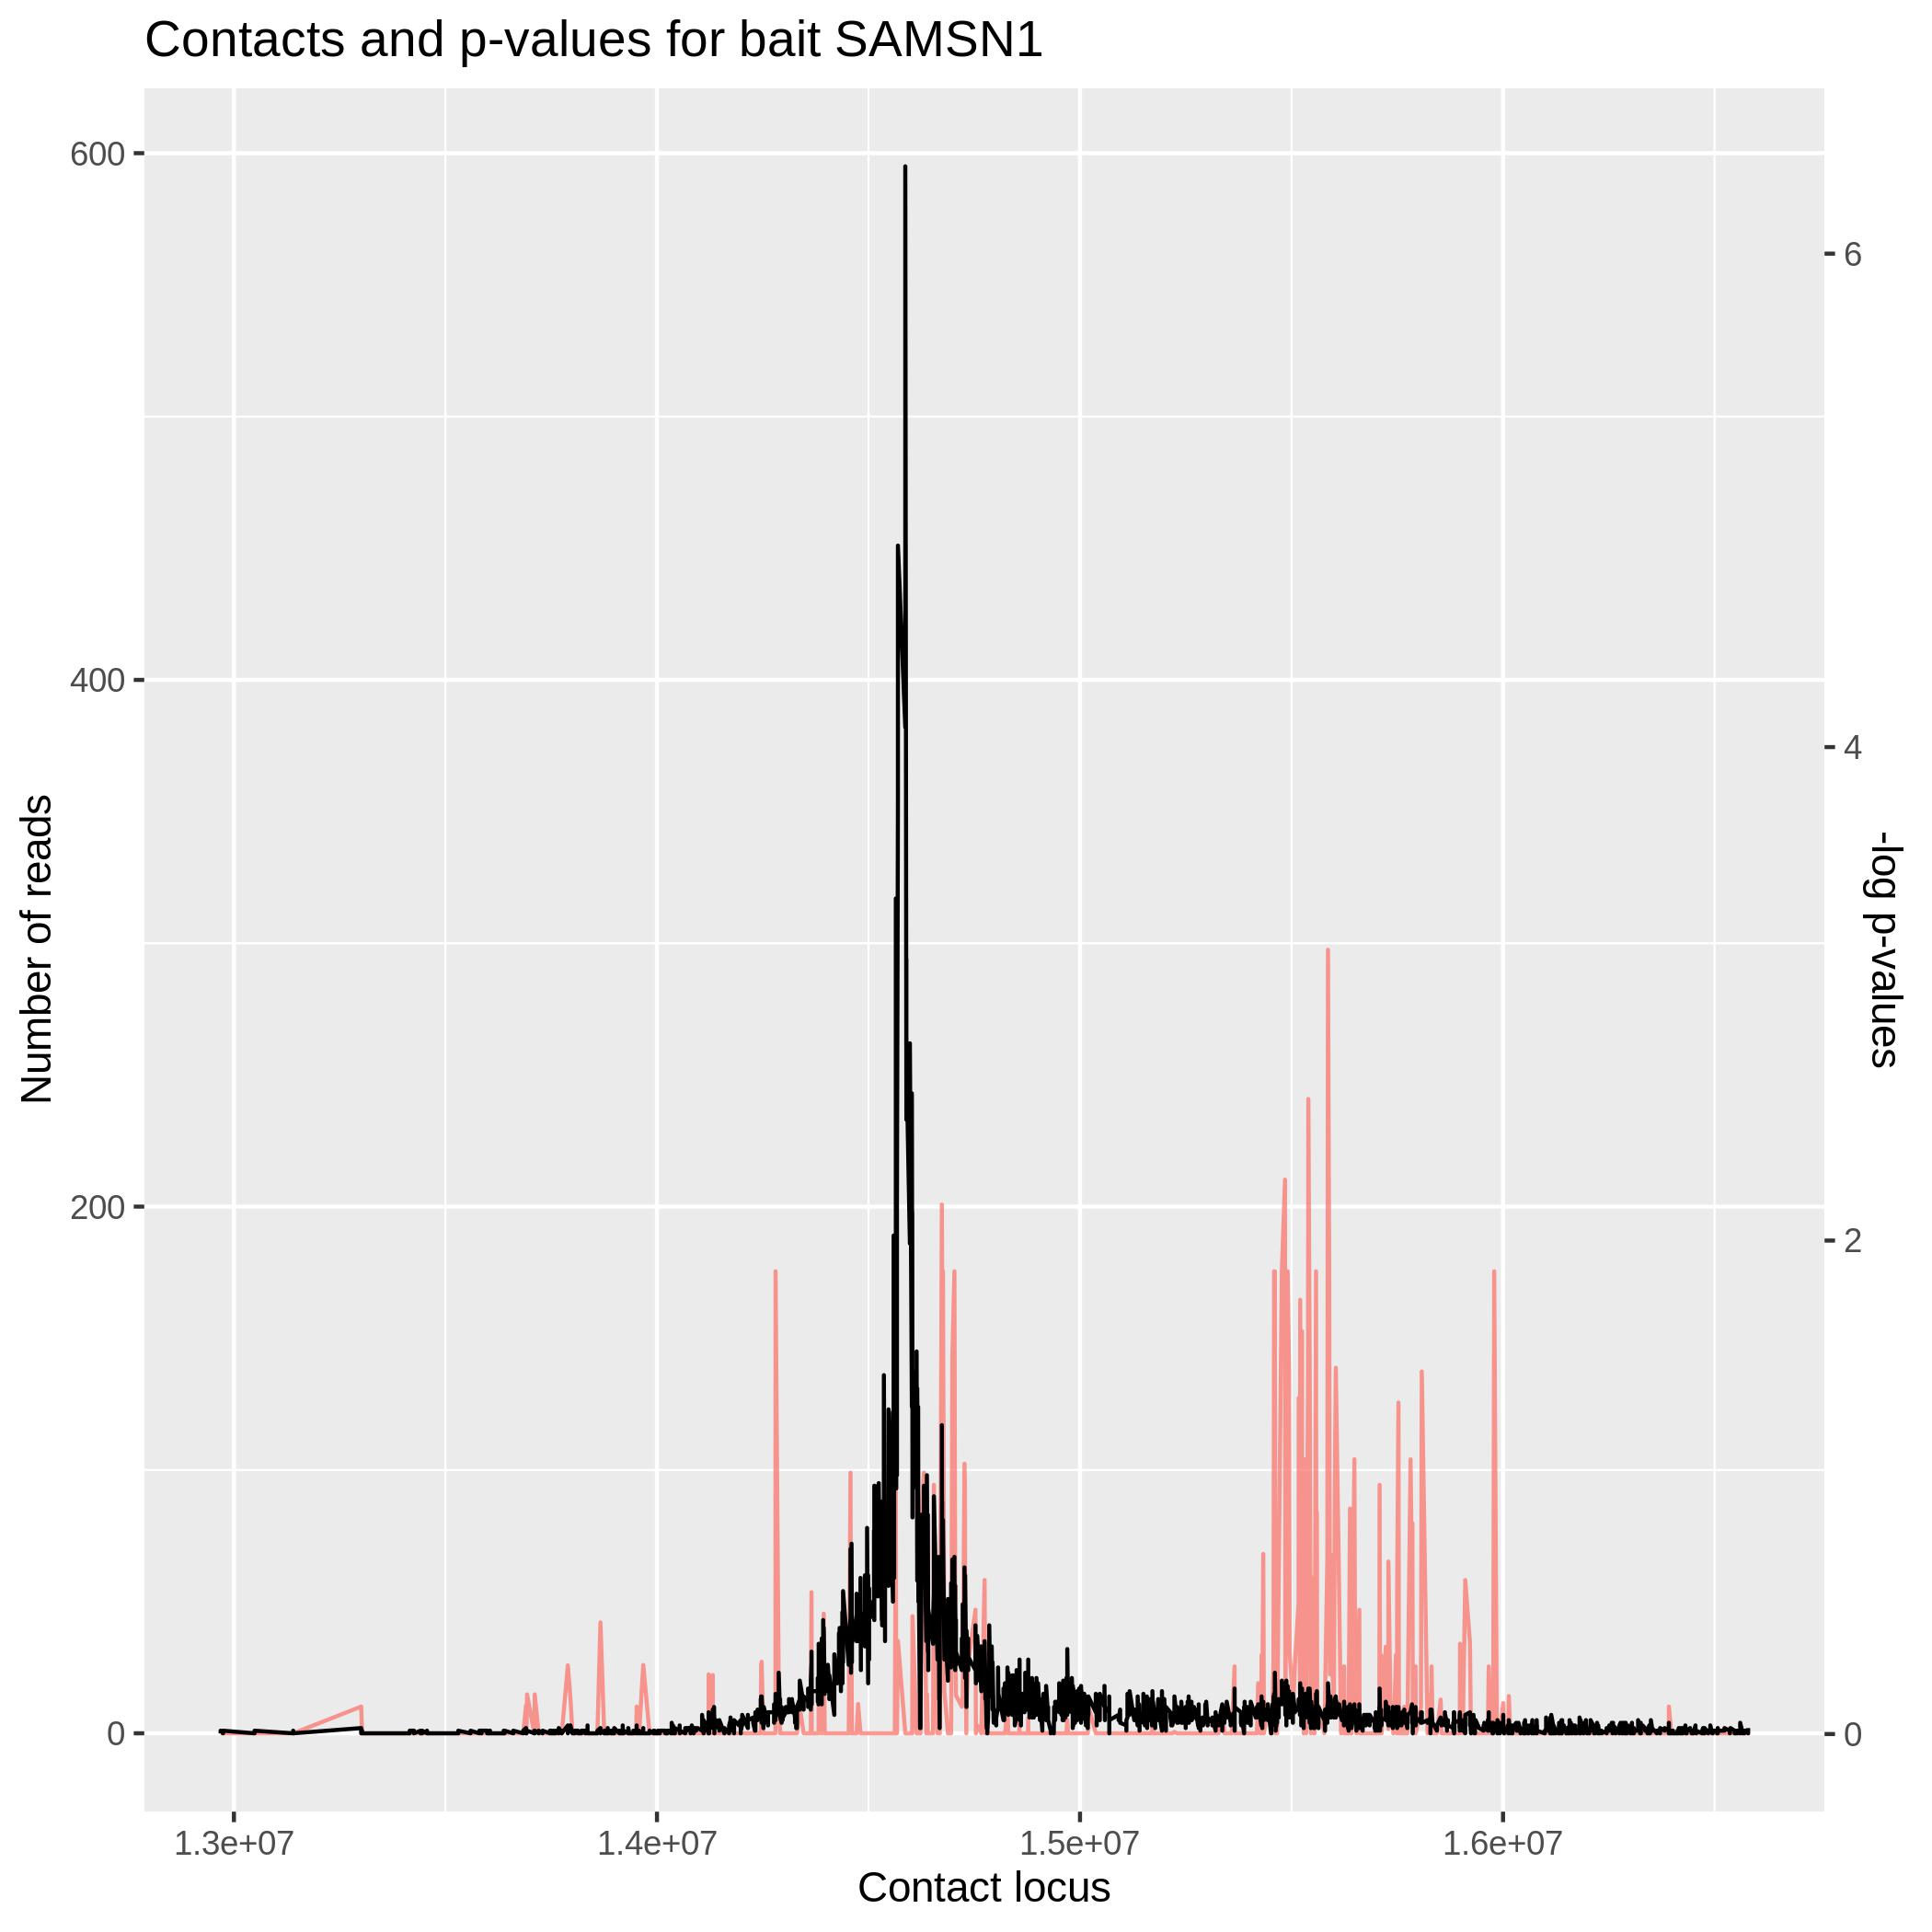 Contacts and p-values for bait SAMSN1
600
400
200
0
Number of reads
6
4
2
0
-log p-values
1.3e+07
1.4e+07
1.5e+07
1.6e+07
Contact locus